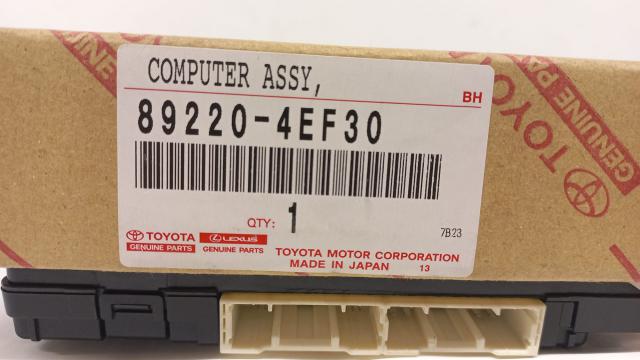 COMPUTER ASSY,
BH
89220-4EF30
QTY: 1
7B23
TOYOTA LEXUS
GENUINE PARTS GENUINE PARTS
TOYOTA MOTOR CORPORATION
MADE IN JAPAN 13
TOYOTA
GENUINE PA